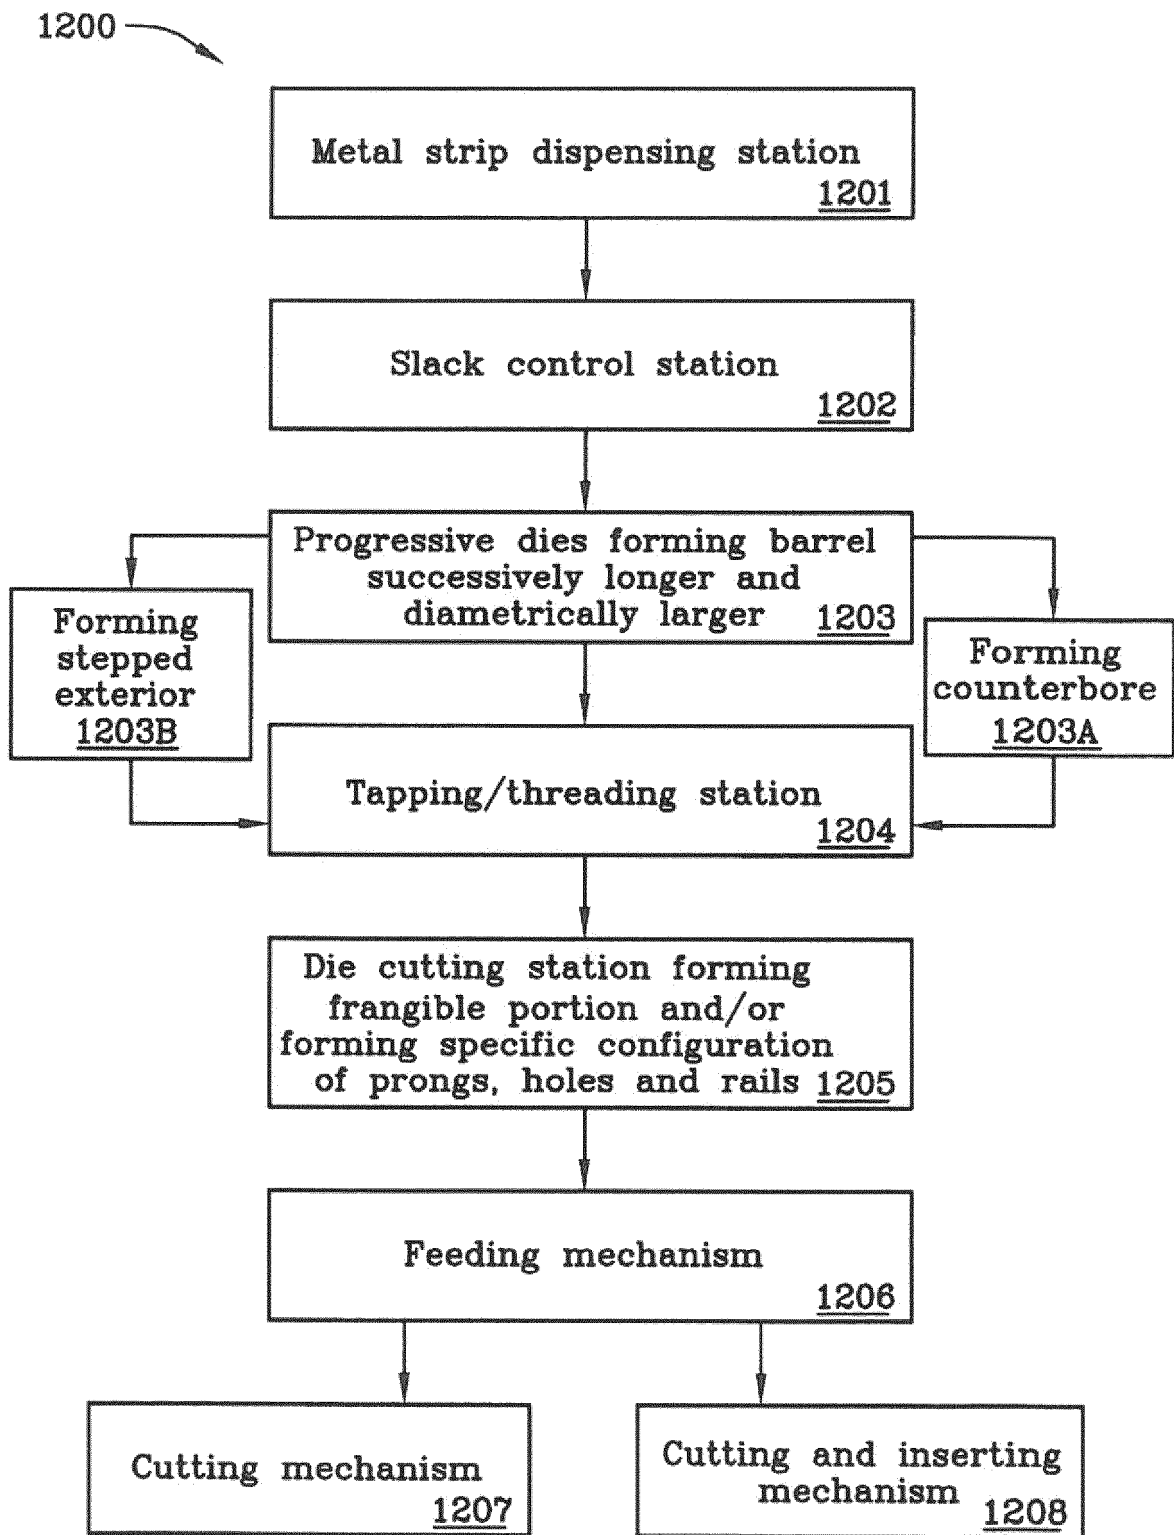 1200
Metal strip dispensing station
1201
Slack control station
1202
Progressive dies forming barrel
successively longer and
diametrically larger 1203
Forming
stepped
exterior
1203B
Forming
counterbore
1203A
Tapping/threading station
1204
Die cutting station forming
frangible portion and/or
forming specific configuration
of prongs, holes and rails 1205
Feeding mechanism
1206
Cutting mechanism
1207
Cutting and inserting
mechanism
1208